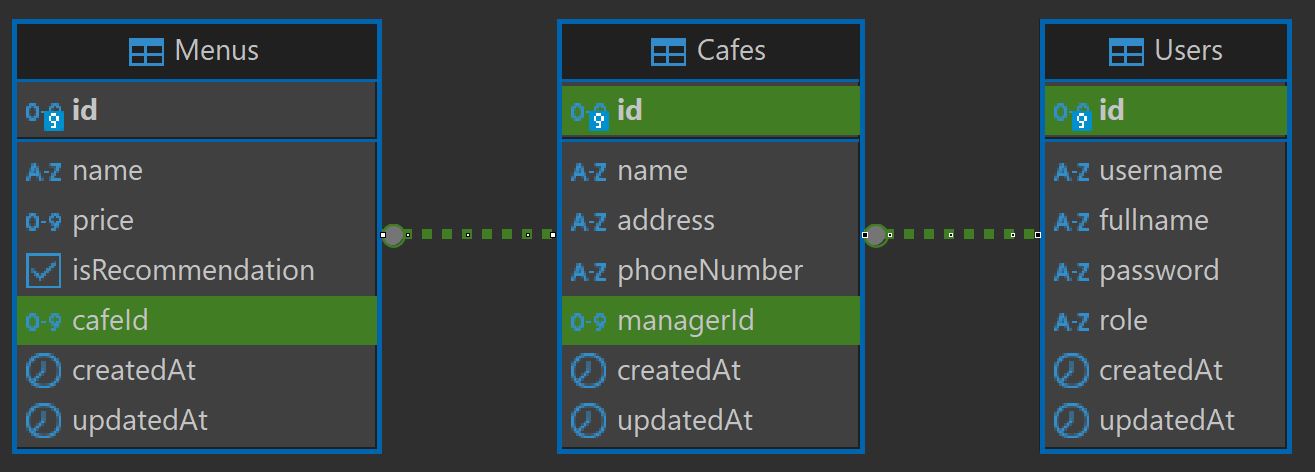 Menus
id
name
price
isRecommendation
cafeId
createdAt
updatedAt
Cafes
id
name
address
phoneNumber
managerId
createdAt
updatedAt
Users
id
username
fullname
password
role
createdAt
updatedAt